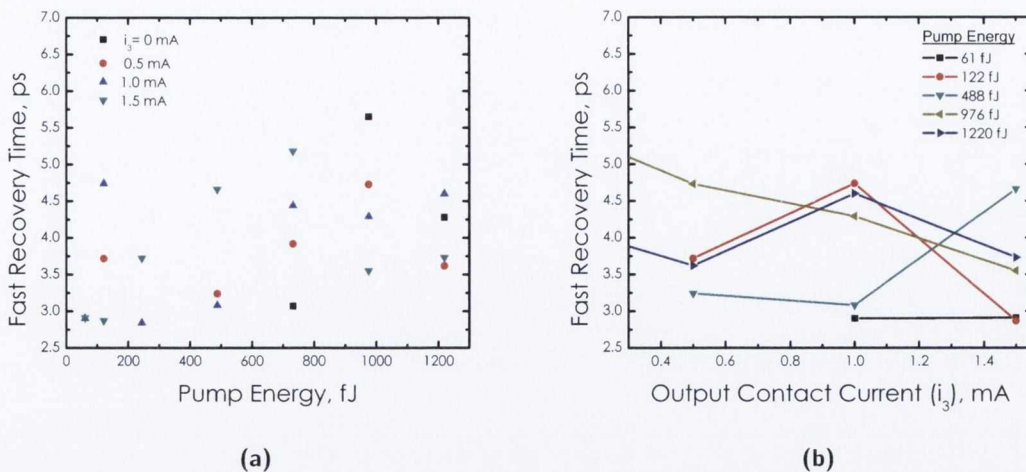 7.0
6.5
6.0
5.5
5.0
4.5
4.0
3.5
3.0
2.5
0
200
400
600
800
1000
1200
Fast Recovery Time, ps
Pump Energy, fJ
i₃= 0 mA
0.5 mA
1.0 mA
1.5 mA
(a)
7.0
6.5
6.0
5.5
5.0
4.5
4.0
3.5
3.0
2.5
0.4
0.6
0.8
1.0
1.2
1.4
Fast Recovery Time, ps
Output Contact Current (i₃), mA
Pump Energy
61 fJ
122 fJ
488 fJ
976 fJ
1220 fJ
(b)